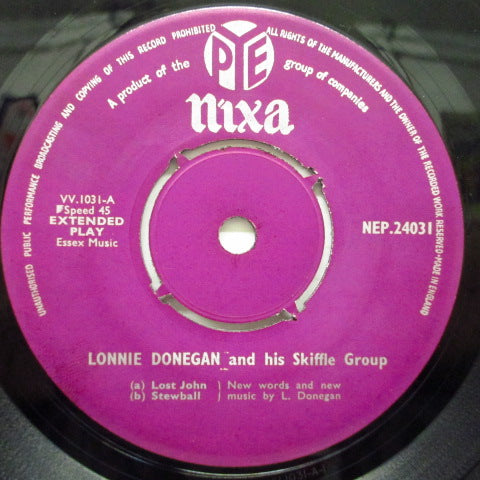 UNAUTHORISED PUBLIC PERFORMANCE BROADCASTING AND COPYING OF THIS RECORD PROHIBITED
ALL RIGHTS OF THE MANUFACTURERS AND THE OWNER OF THE RECORDED WORK RESERVED-MADE IN ENGLAND
A product of the
PYE
group of companies
nixa
VV.1031-A
Speed 45
EXTENDED
PLAY
Essex Music
NEP.24031
LONNIE DONEGAN and his Skiffle Group
(a) Lost John New words and new
(b) Stewball music by L. Donegan